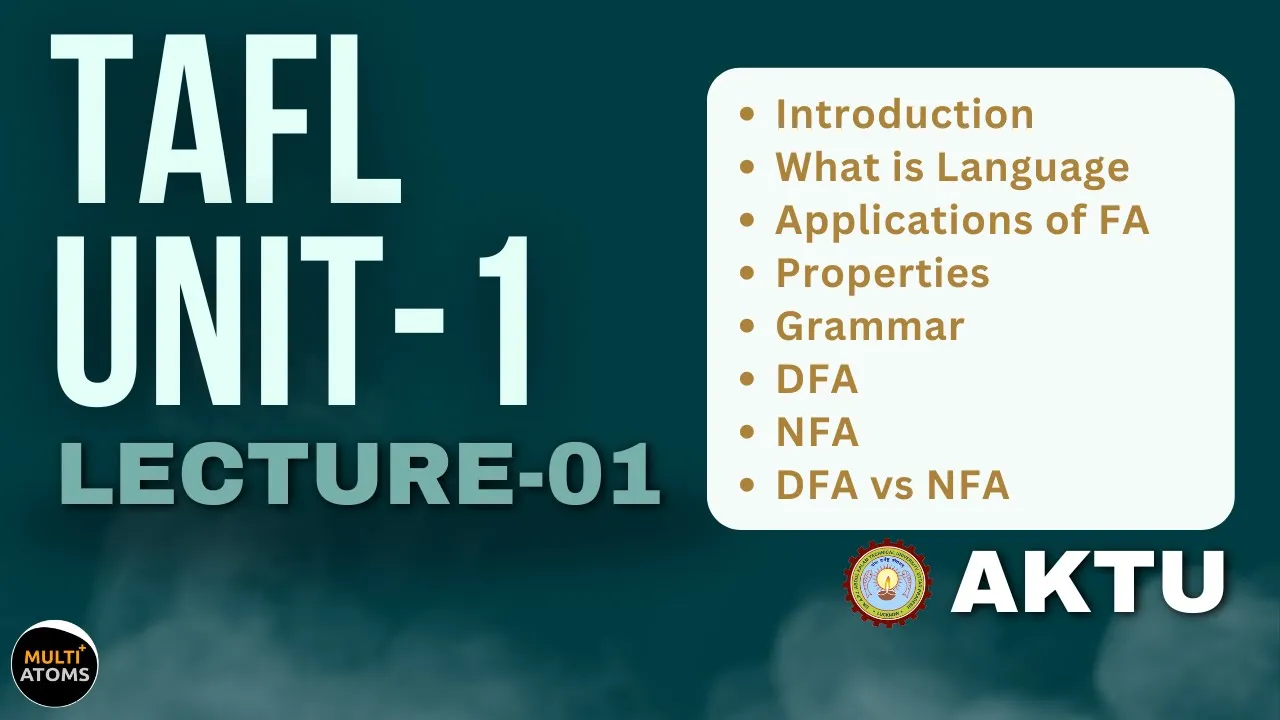 TAFL
UNIT-1
LECTURE-01
• Introduction
• What is Language
• Applications of FA
• Properties
• Grammar
• DFA
• NFA
• DFA vs NFA
AKTU
MULTI+
ATOMS